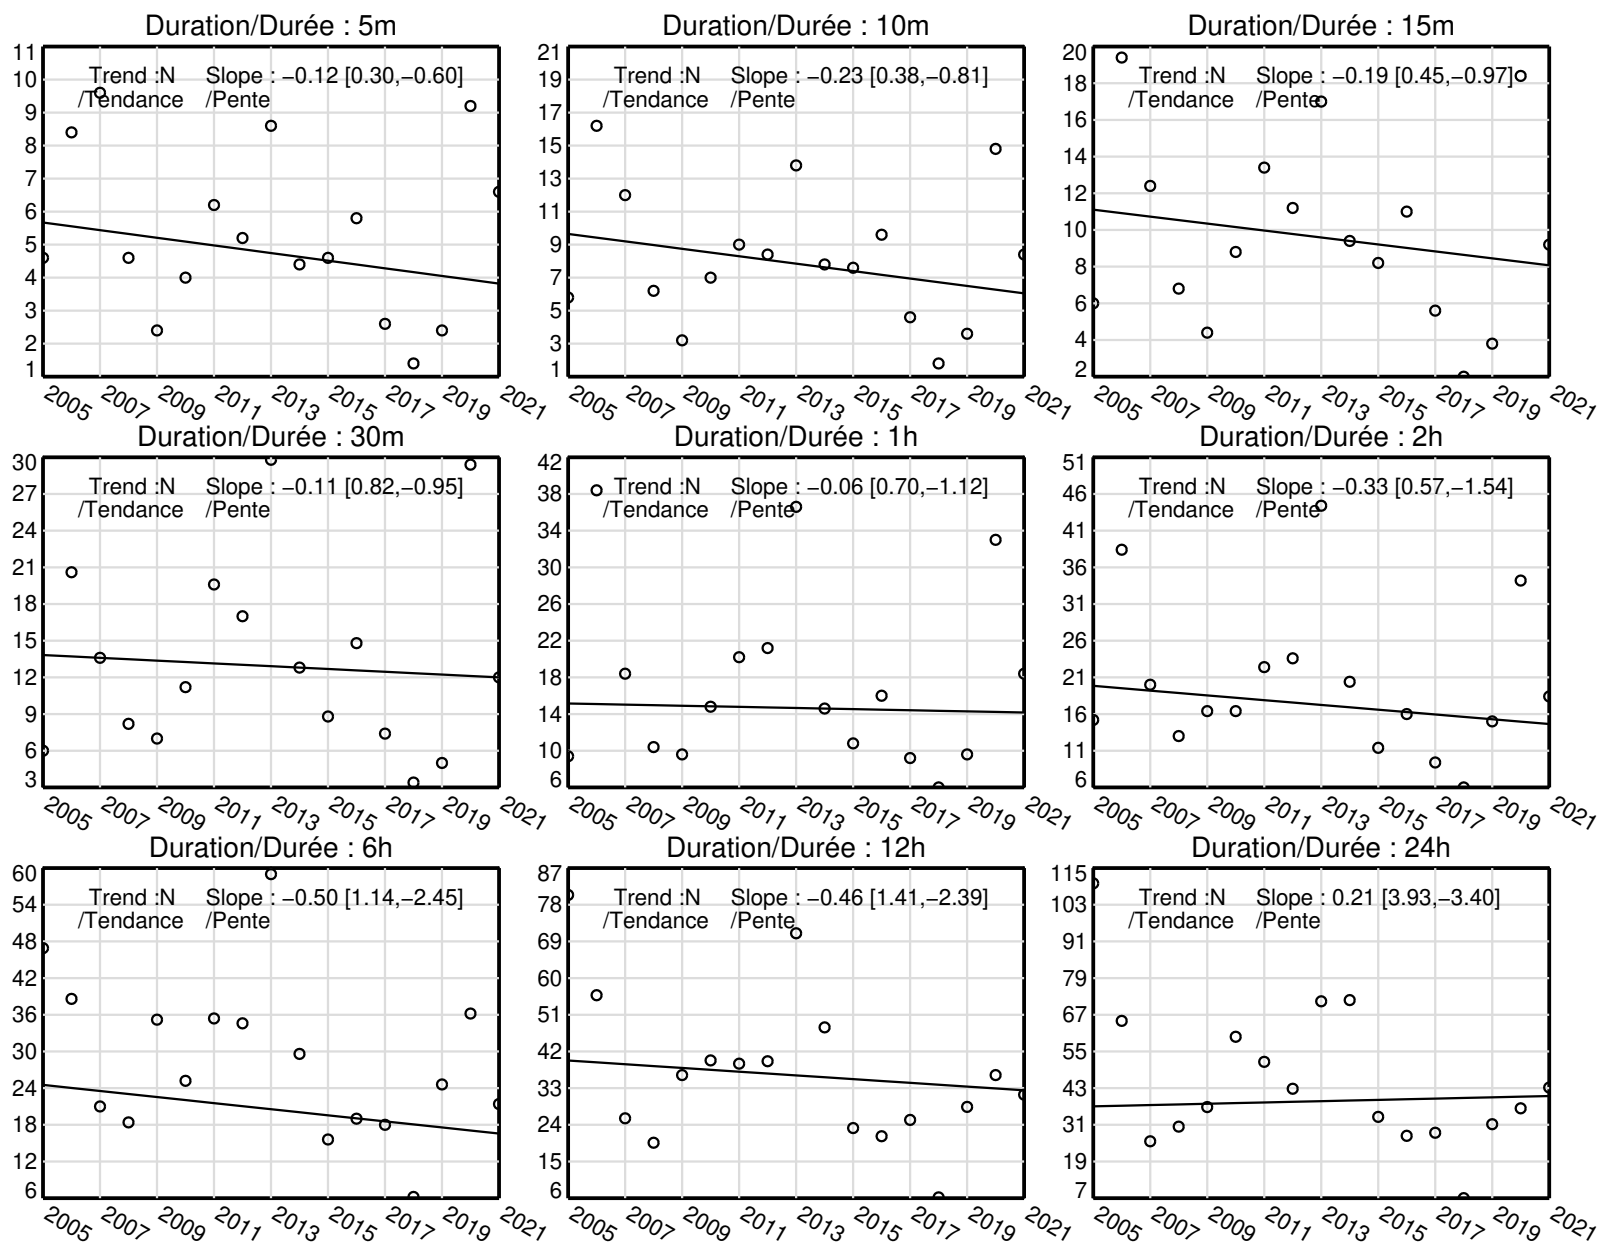 Duration/Durée : 5m
11
10
9
8
7
6
5
4
3
2
1
Trend :N Slope : −0.12 [0.30,−0.60]
/Tendance /Pente
2005 2007 2009 2011 2013 2015 2017 2019 2021
Duration/Durée : 10m
21
19
17
15
13
11
9
7
5
3
1
Trend :N Slope : −0.23 [0.38,−0.81]
/Tendance /Pente
2005 2007 2009 2011 2013 2015 2017 2019 2021
Duration/Durée : 15m
20
18
16
14
12
10
8
6
4
2
Trend :N Slope : −0.19 [0.45,−0.97]
/Tendance /Pente
2005 2007 2009 2011 2013 2015 2017 2019 2021
Duration/Durée : 30m
30
27
24
21
18
15
12
9
6
3
Trend :N Slope : −0.11 [0.82,−0.95]
/Tendance /Pente
2005 2007 2009 2011 2013 2015 2017 2019 2021
Duration/Durée : 1h
42
38
34
30
26
22
18
14
10
6
Trend :N Slope : −0.06 [0.70,−1.12]
/Tendance /Pente
2005 2007 2009 2011 2013 2015 2017 2019 2021
Duration/Durée : 2h
51
46
41
36
31
26
21
16
11
6
Trend :N Slope : −0.33 [0.57,−1.54]
/Tendance /Pente
2005 2007 2009 2011 2013 2015 2017 2019 2021
Duration/Durée : 6h
60
54
48
42
36
30
24
18
12
6
Trend :N Slope : −0.50 [1.14,−2.45]
/Tendance /Pente
2005 2007 2009 2011 2013 2015 2017 2019 2021
Duration/Durée : 12h
87
78
69
60
51
42
33
24
15
6
Trend :N Slope : −0.46 [1.41,−2.39]
/Tendance /Pente
2005 2007 2009 2011 2013 2015 2017 2019 2021
Duration/Durée : 24h
115
103
91
79
67
55
43
31
19
7
Trend :N Slope : 0.21 [3.93,−3.40]
/Tendance /Pente
2005 2007 2009 2011 2013 2015 2017 2019 2021